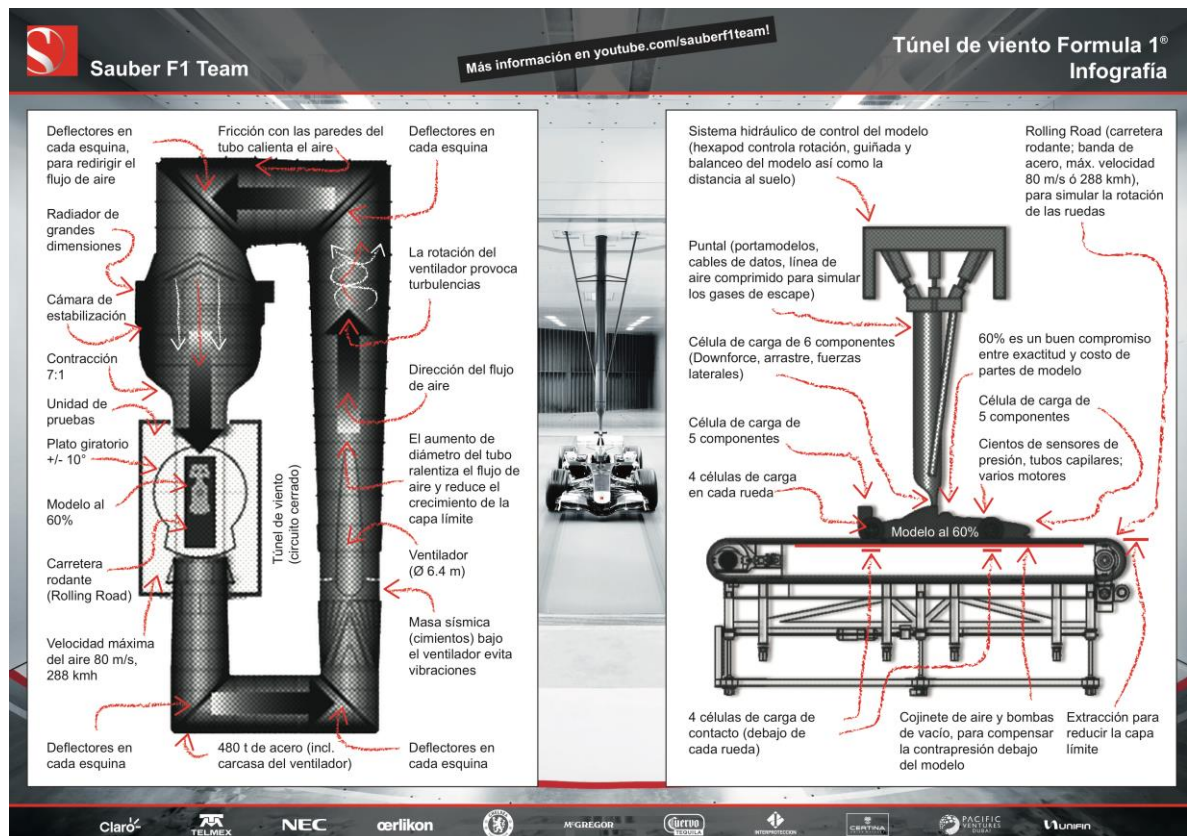 Sauber F1 Team
Más información en youtube.com/sauberf1team!
Túnel de viento Formula 1®
Infografía
Deflectores en
cada esquina,
para redirigir el
flujo de aire
Fricción con las paredes del
tubo calienta el aire
Deflectores en
cada esquina
Radiador de
grandes
dimensiones
La rotación del
ventilador provoca
turbulencias
Cámara de
estabilización
Contracción
7:1
Dirección del flujo
de aire
Unidad de
pruebas
Plato giratorio
+/- 10°
El aumento de
diámetro del tubo
ralentiza el flujo de
aire y reduce el
crecimiento de la
capa límite
Modelo al
60%
Túnel de viento
(circuito cerrado)
Carretera
rodante
(Rolling Road)
Ventilador
(Ø 6.4 m)
Velocidad máxima
del aire 80 m/s,
288 kmh
Masa sísmica
(cimientos) bajo
el ventilador evita
vibraciones
Deflectores en
cada esquina
480 t de acero (incl.
carcasa del ventilador)
Deflectores en
cada esquina
Sistema hidráulico de control del modelo
(hexapod controla rotación, guiñada y
balanceo del modelo así como la
distancia al suelo)
Rolling Road (carretera
rodante; banda de
acero, máx. velocidad
80 m/s ó 288 kmh),
para simular la rotación
de las ruedas
Puntal (portamodelos,
cables de datos, línea de
aire comprimido para simular
los gases de escape)
Célula de carga de 6 componentes
(Downforce, arrastre, fuerzas
laterales)
60% es un buen compromiso
entre exactitud y costo de
partes de modelo
Célula de carga de
5 componentes
Célula de carga de
5 componentes
Cientos de sensores de
presión, tubos capilares;
varios motores
4 células de carga
en cada rueda
Modelo al 60%
4 células de carga de
contacto (debajo de
cada rueda)
Cojinete de aire y bombas
de vacío, para compensar
la contrapresión debajo
del modelo
Extracción para
reducir la capa
límite
Claro
TELMEX
NEC
œrlikon
McGREGOR
Cuervo
TEQUILA
INTERPROTECCION
CERTINA
PACIFIC
VENTURES
DUBAI
UNIFIN